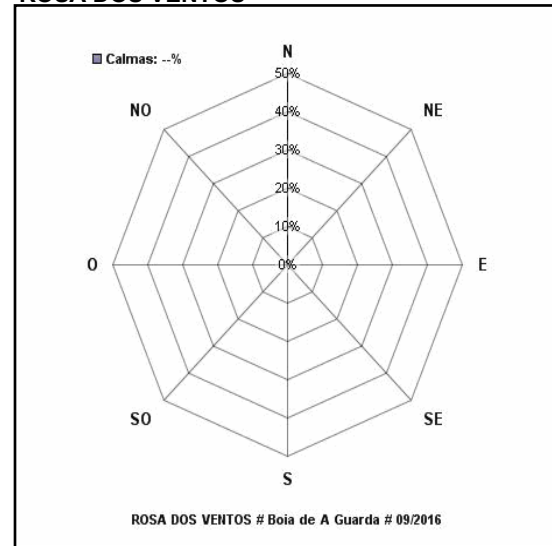 ROSA DOS VENTOS
Calmas: --%
N
50%
NO
NE
40%
30%
20%
10%
O
0%
E
SO
SE
S
ROSA DOS VENTOS # Boia de A Guarda # 09/2016